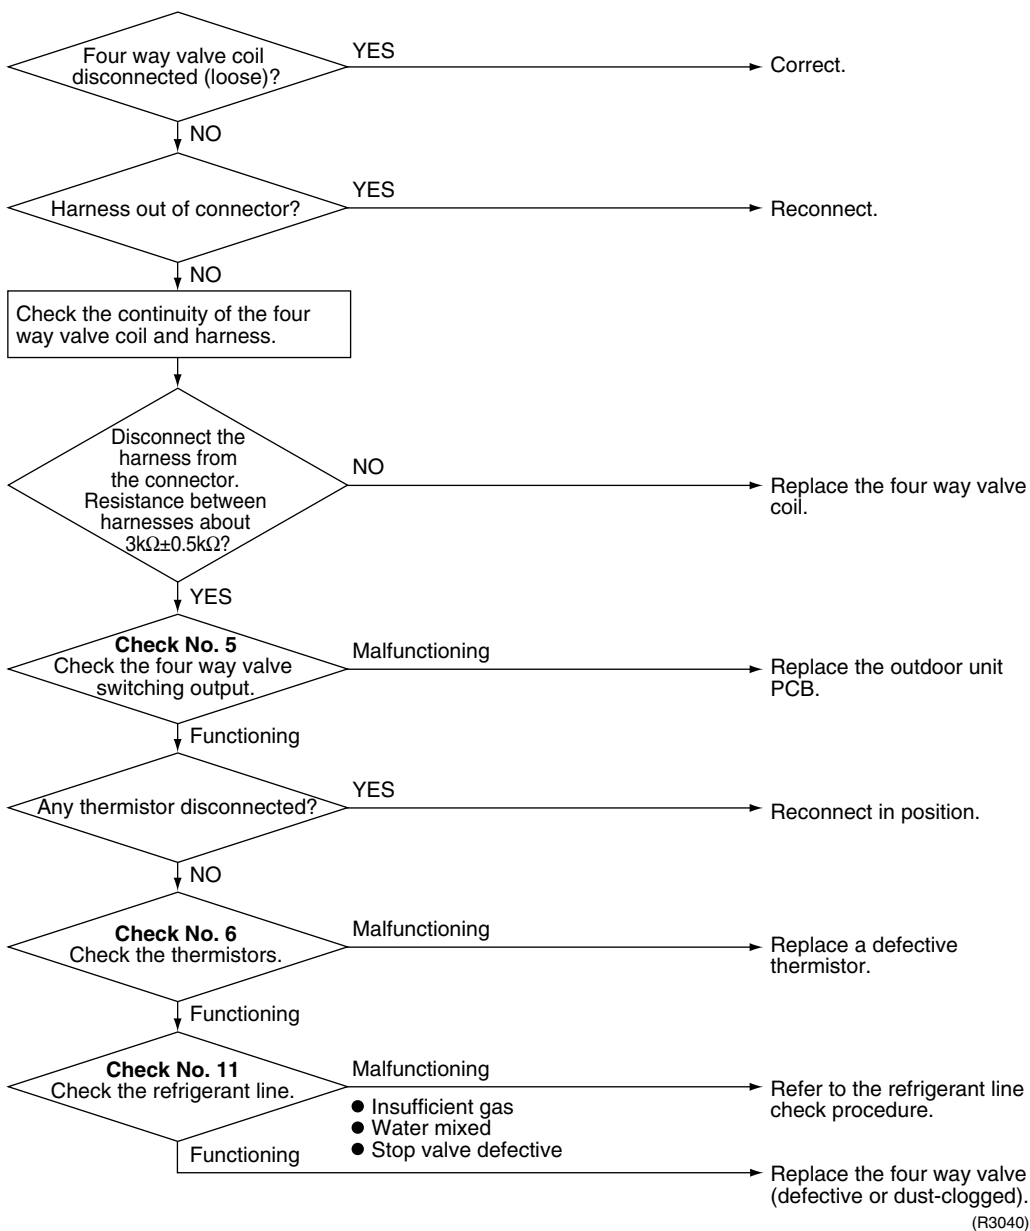 Four way valve coil
disconnected (loose)?
YES
Correct.
NO
Harness out of connector?
YES
Reconnect.
NO
Check the continuity of the four
way valve coil and harness.
Disconnect the
harness from
the connector.
Resistance between
harnesses about
3kΩ±0.5kΩ?
NO
Replace the four way valve
coil.
YES
Check No. 5
Check the four way valve
switching output.
Malfunctioning
Replace the outdoor unit
PCB.
Functioning
Any thermistor disconnected?
YES
Reconnect in position.
NO
Check No. 6
Check the thermistors.
Malfunctioning
Replace a defective
thermistor.
Functioning
Check No. 11
Check the refrigerant line.
Malfunctioning
● Insufficient gas
● Water mixed
● Stop valve defective
Refer to the refrigerant line
check procedure.
Functioning
Replace the four way valve
(defective or dust-clogged).
(R3040)